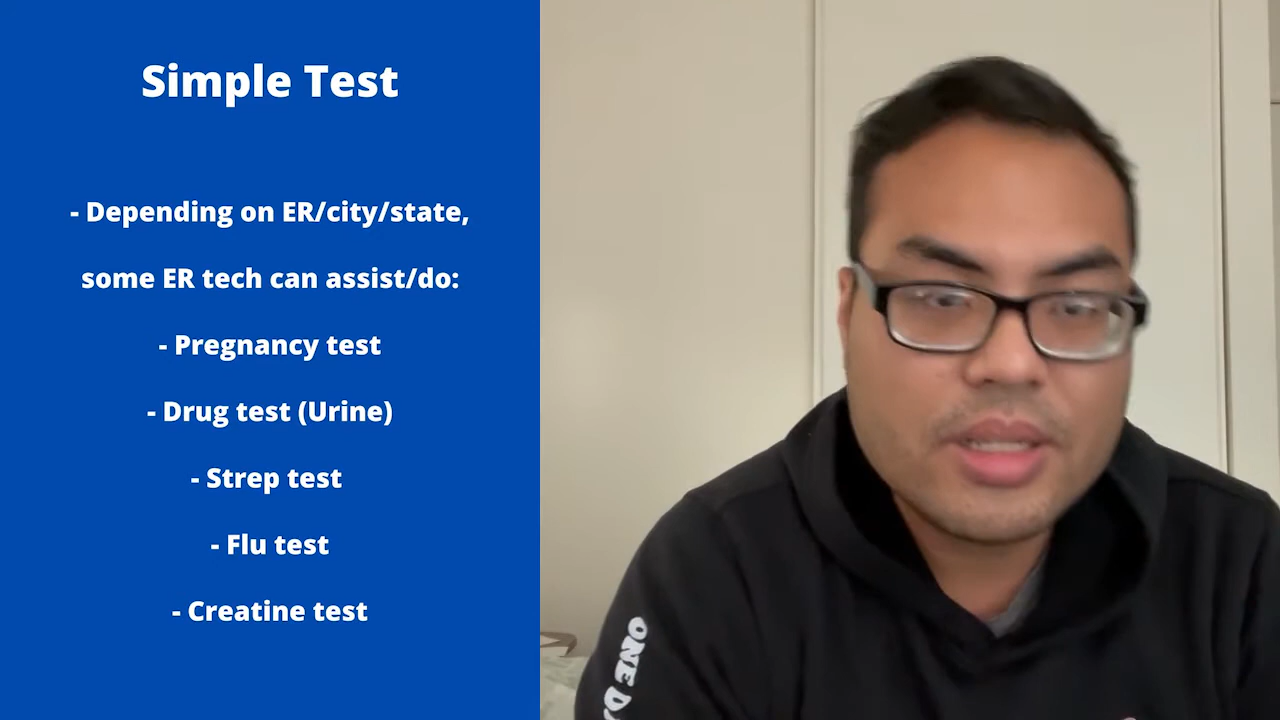 Simple Test
- Depending on ER/city/state,
some ER tech can assist/do:
- Pregnancy test
- Drug test (Urine)
- Strep test
- Flu test
- Creatine test
ONE